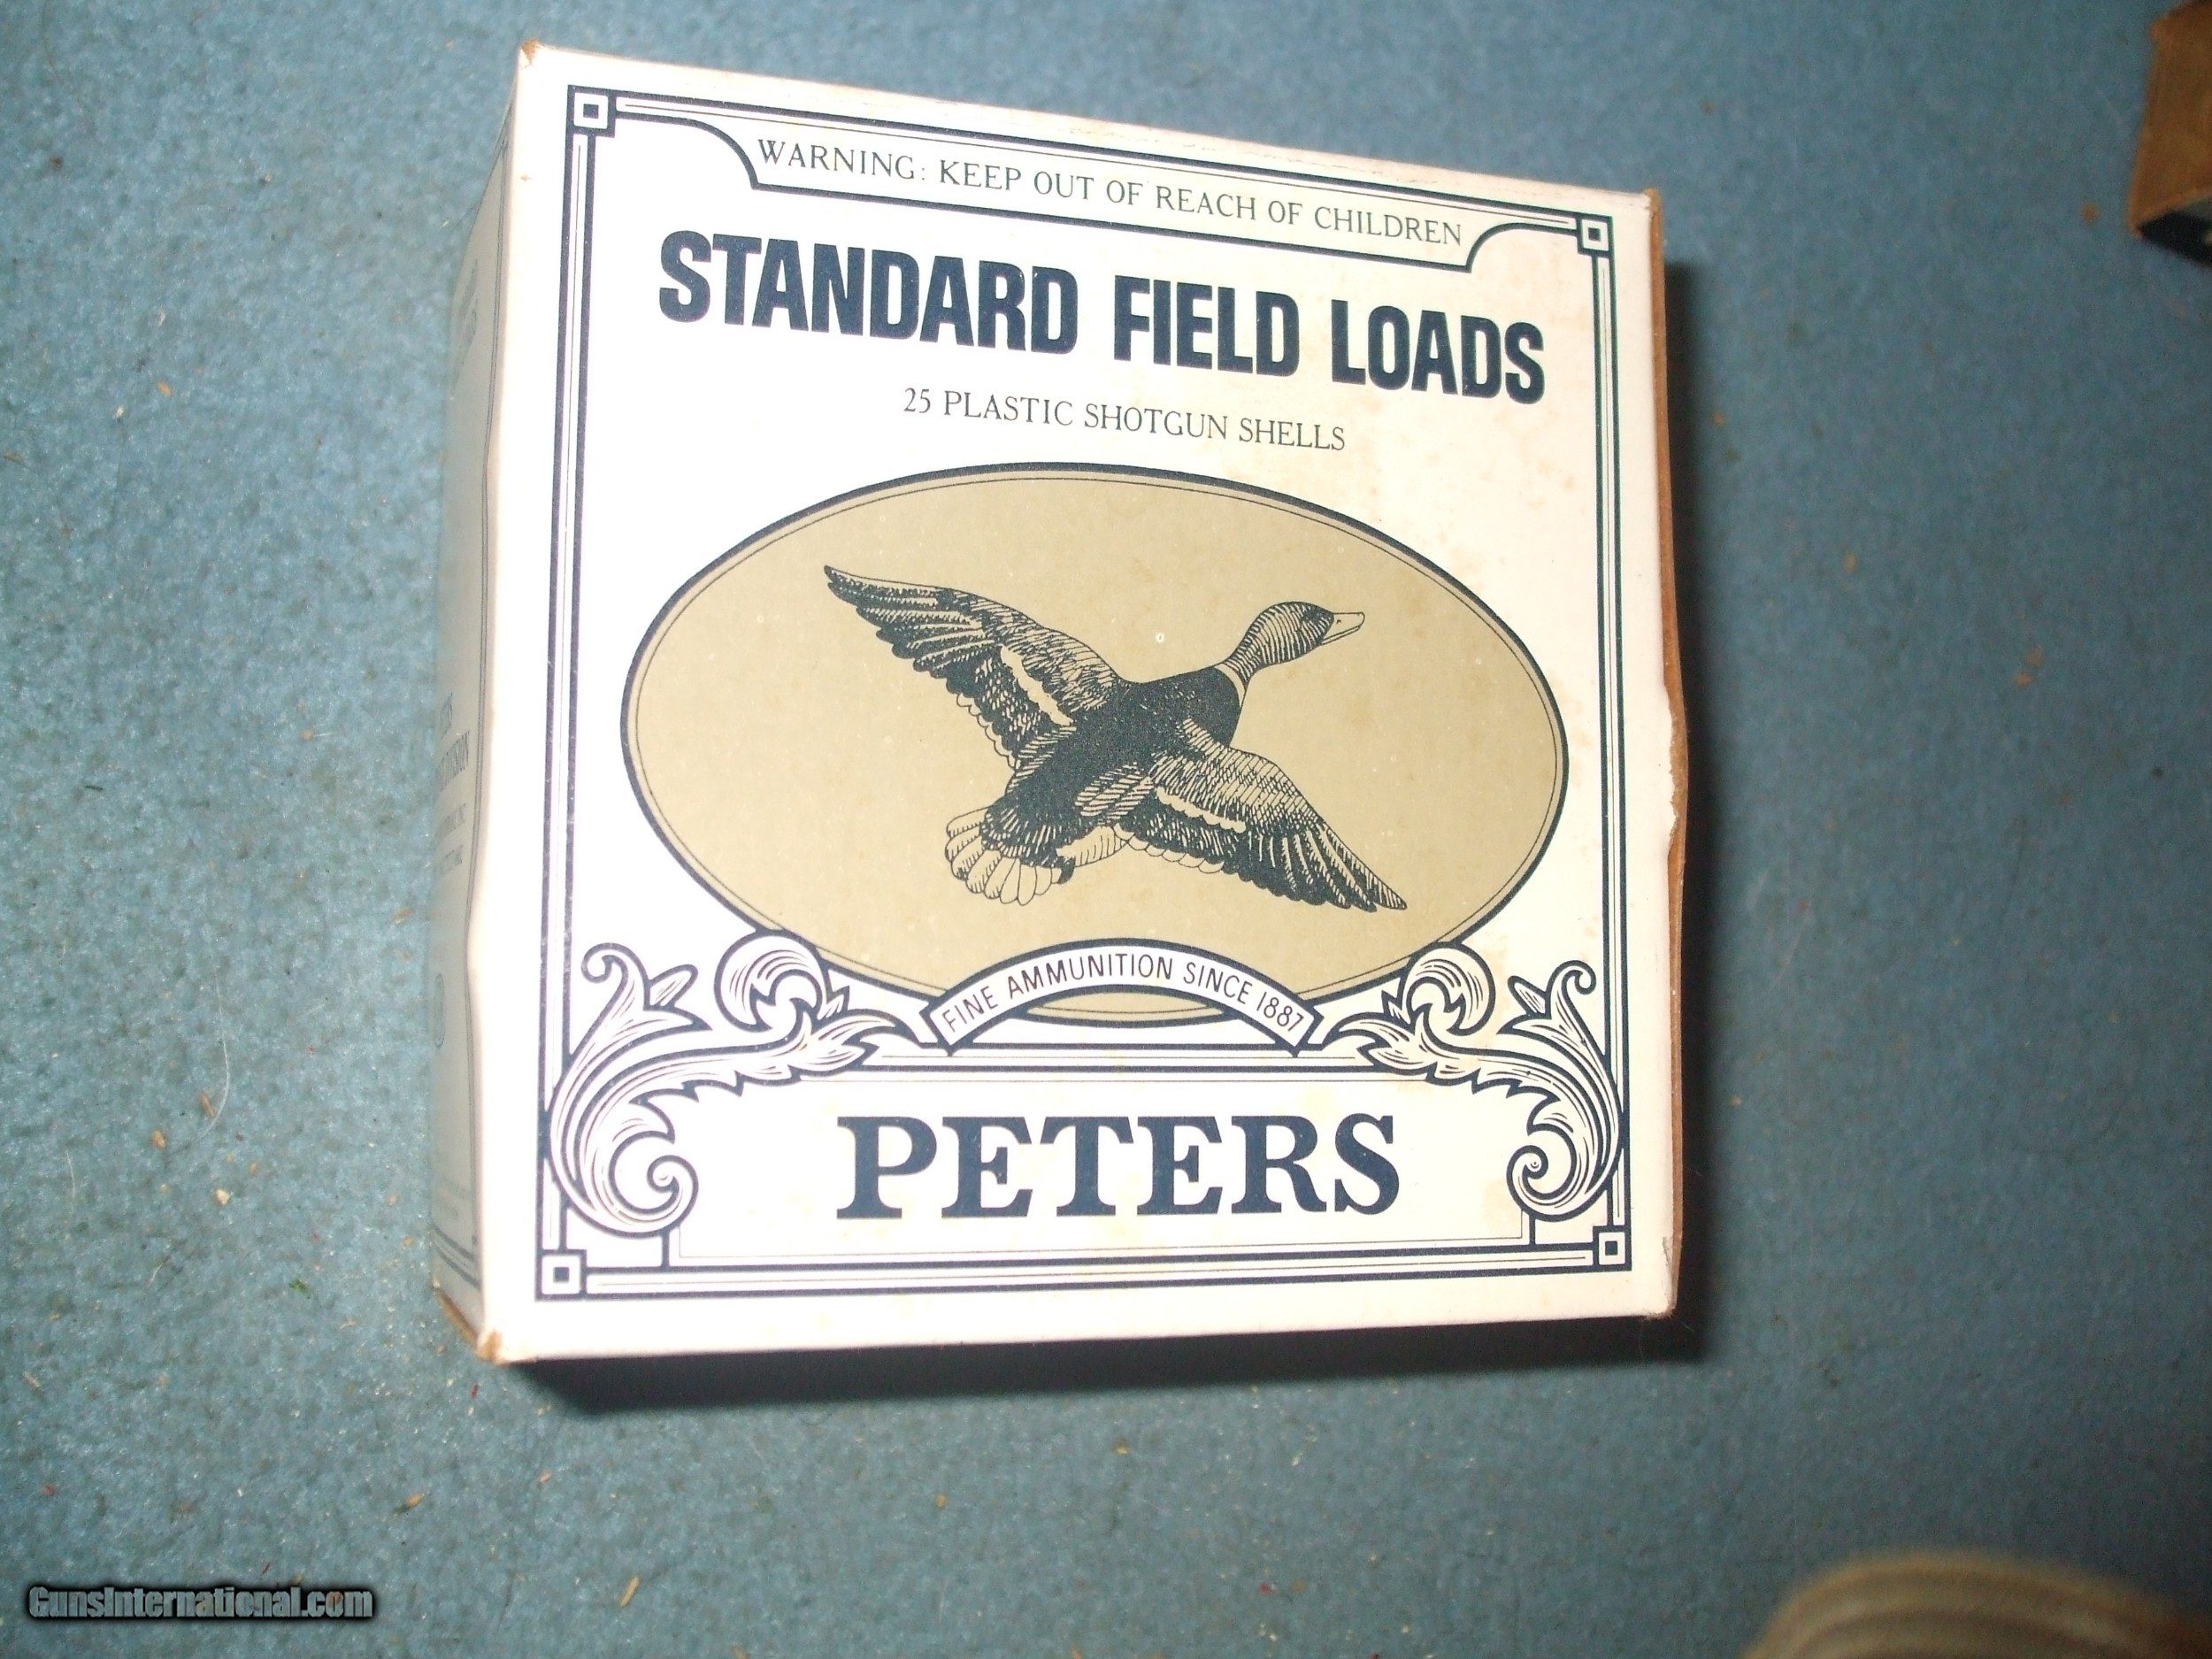 WARNING: KEEP OUT OF REACH OF CHILDREN
STANDARD FIELD LOADS
25 PLASTIC SHOTGUN SHELLS
FINE AMMUNITION SINCE 1887
PETERS
GunsInternational.com